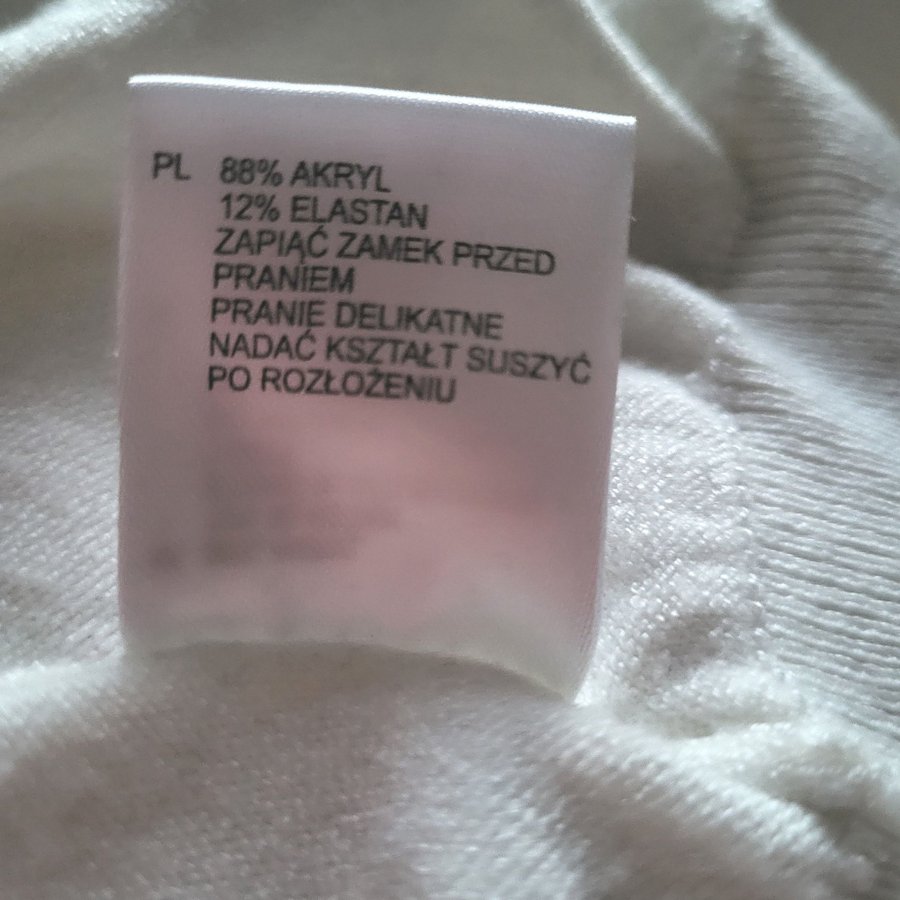 PL 88% AKRYL
12% ELASTAN
ZAPIĄĆ ZAMEK PRZED
PRANIEM
PRANIE DELIKATNE
NADAĆ KSZTAŁT SUSZYĆ
PO ROZŁOŻENIU